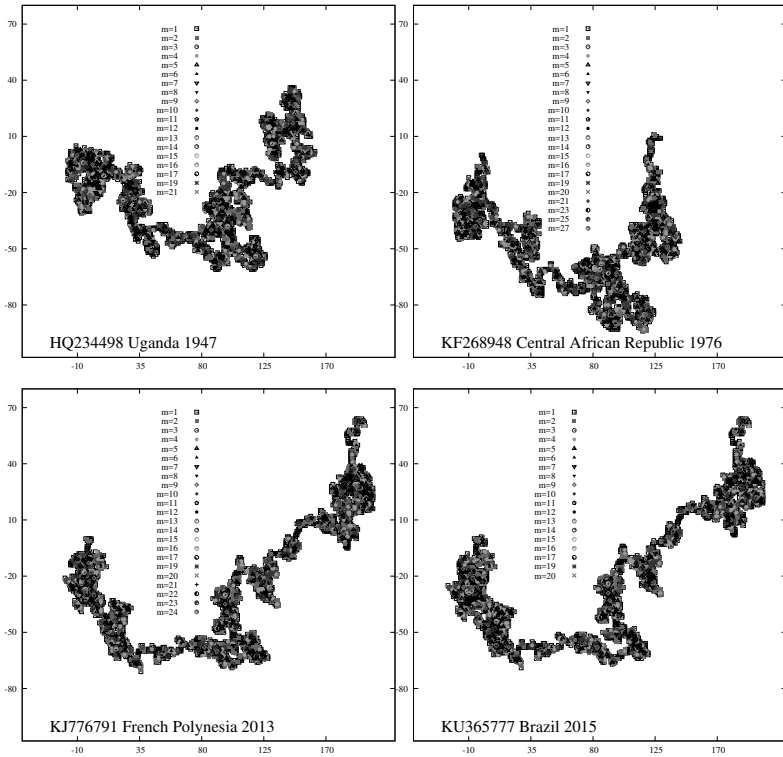 70
40
10
-20
-50
-80
m=1
m=2
m=3
m=4
m=5
m=6
m=7
m=8
m=9
m=10
m=11
m=12
m=13
m=14
m=15
m=16
m=17
m=19
m=21
HQ234498 Uganda 1947
-10 35 80 125 170
70
40
10
-20
-50
-80
m=1
m=2
m=3
m=4
m=5
m=6
m=7
m=8
m=9
m=10
m=11
m=12
m=13
m=14
m=15
m=16
m=17
m=19
m=20
m=21
m=23
m=25
m=27
KF268948 Central African Republic 1976
-10 35 80 125 170
70
40
10
-20
-50
-80
m=1
m=2
m=3
m=4
m=5
m=6
m=7
m=8
m=9
m=10
m=11
m=12
m=13
m=14
m=15
m=16
m=17
m=19
m=20
m=21
m=22
m=23
m=24
KJ776791 French Polynesia 2013
-10 35 80 125 170
70
40
10
-20
-50
-80
m=1
m=2
m=3
m=4
m=5
m=6
m=7
m=8
m=9
m=10
m=11
m=12
m=13
m=14
m=15
m=16
m=17
m=19
m=20
KU365777 Brazil 2015
-10 35 80 125 170